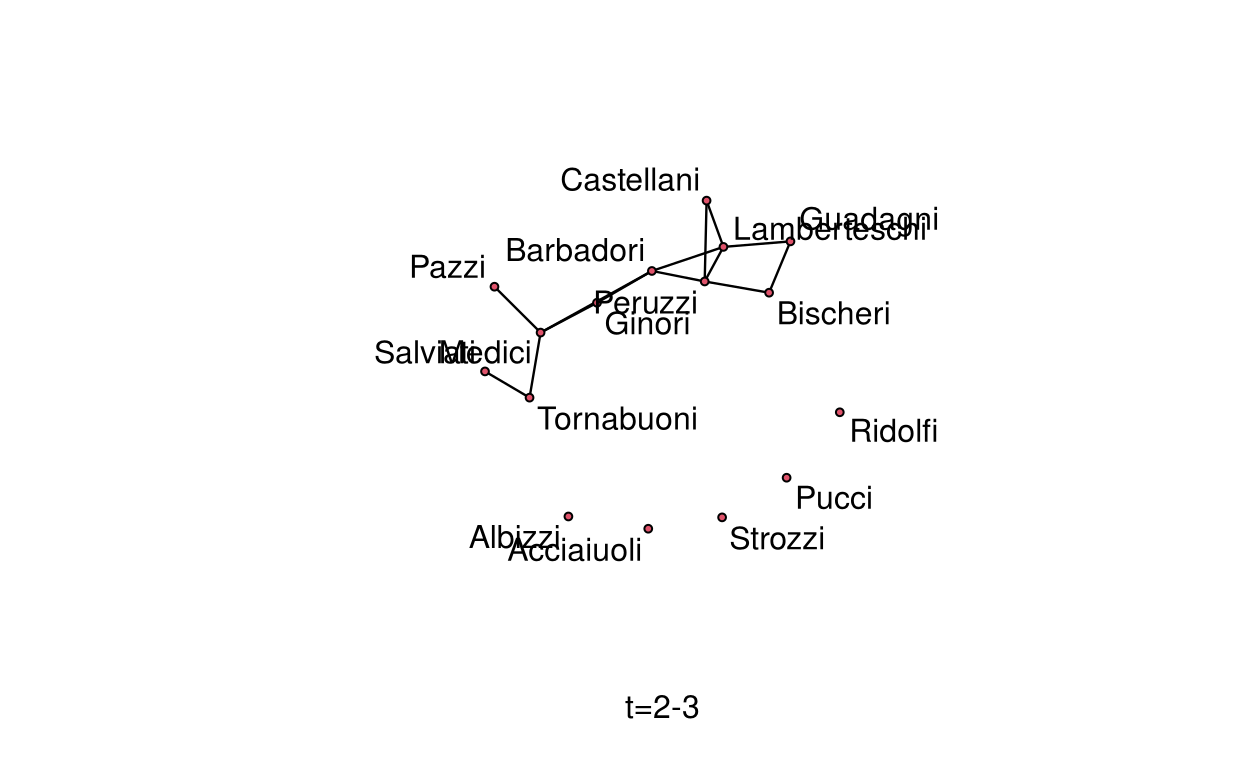 Castellani
Guadagni
Lamberteschi
Barbadori
Pazzi
Peruzzi
Bischeri
Ginori
Salviati
Medici
Tornabuoni
Ridolfi
Pucci
Albizzi
Strozzi
Acciaiuoli
t=2-3